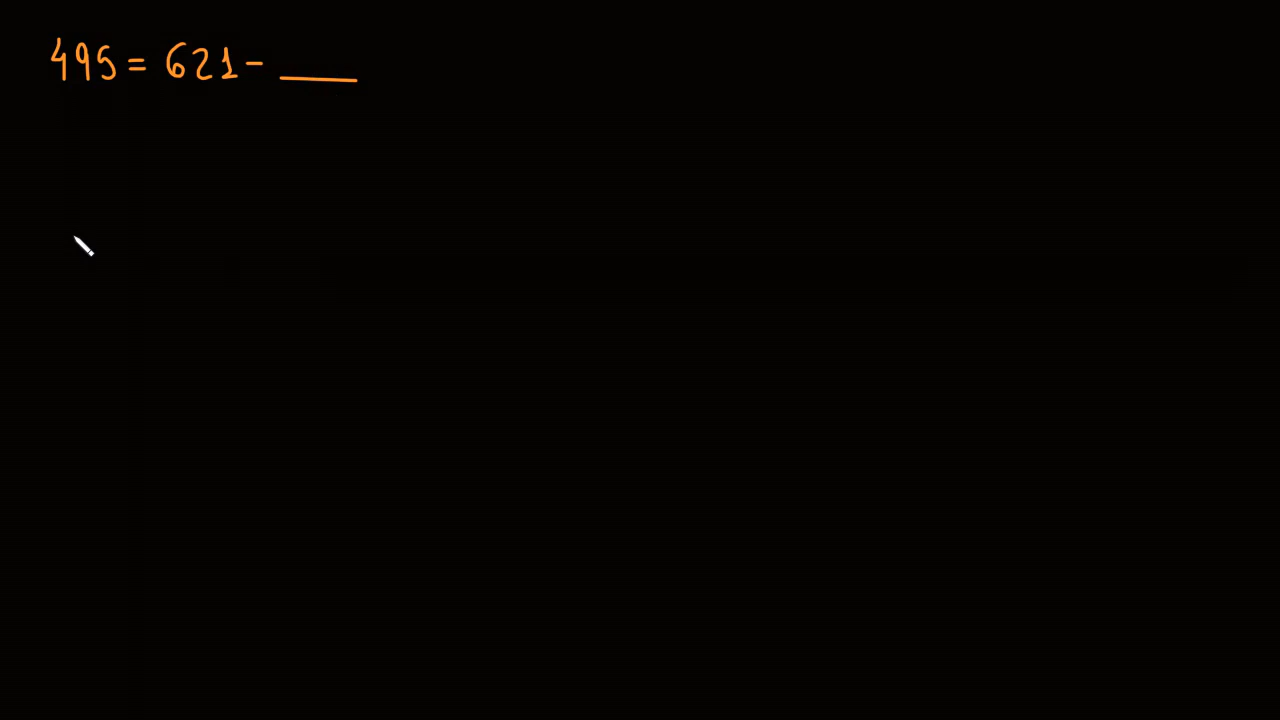 495 = 621 - ____